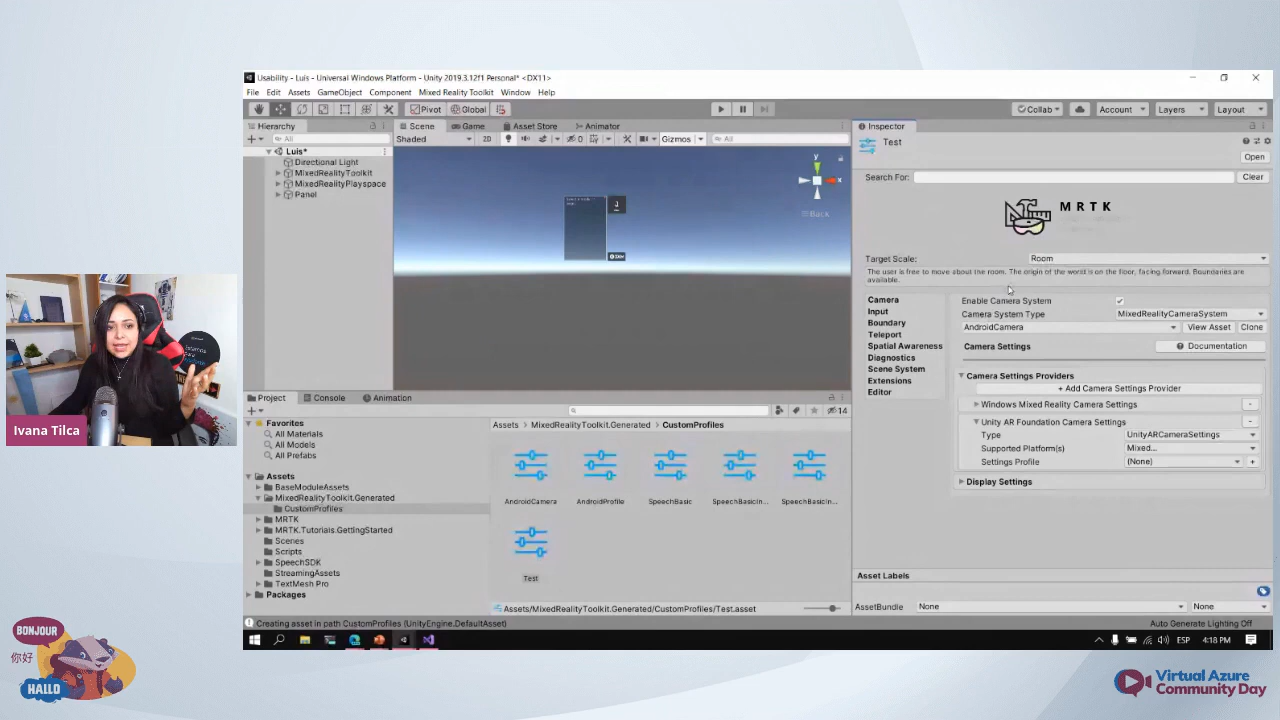 Usability - Luis - Universal Windows Platform - Unity 2019.3.12f1 Personal* <DX11>
File Edit Assets GameObject Component Mixed Reality Toolkit Window Help
Pivot Global Collab Account Layers Layout
Hierarchy
All
Luis*
Directional Light
MixedRealityToolkit
MixedRealityPlayspace
Panel
Scene Game Asset Store Animator
Shaded 2D 0 Gizmos All
y
x
Back
Inspector
Test
Open
Search For: Clear
MRTK
Target Scale: Room
The user is free to move about the room. The origin of the world is on the floor, facing forward. Boundaries are
available.
Camera
Input
Boundary
Teleport
Spatial Awareness
Diagnostics
Scene System
Extensions
Editor
Enable Camera System
Camera System Type MixedRealityCameraSystem
AndroidCamera View Asset Clone
Camera Settings Documentation
Camera Settings Providers
+ Add Camera Settings Provider
Windows Mixed Reality Camera Settings -
Unity AR Foundation Camera Settings -
Type UnityARCameraSettings
Supported Platform(s) Mixed...
Settings Profile (None) +
Display Settings
Asset Labels
AssetBundle None None
Project Console Animation
14
Favorites
All Materials
All Models
All Prefabs
Assets
BaseModuleAssets
MixedRealityToolkit.Generated
CustomProfiles
MRTK
MRTK.Tutorials.GettingStarted
Scenes
Scripts
SpeechSDK
StreamingAssets
TextMesh Pro
Packages
Assets > MixedRealityToolkit.Generated > CustomProfiles
AndroidCamera AndroidProfile SpeechBasic SpeechBasicIn... SpeechBasicIn...
Test
Assets/MixedRealityToolkit.Generated/CustomProfiles/Test.asset
Creating asset in path CustomProfiles (UnityEngine.DefaultAsset) Auto Generate Lighting Off
ESP 4:18 PM
Ivana Tilca
BONJOUR
你好
HALLO
Virtual Azure
Community Day